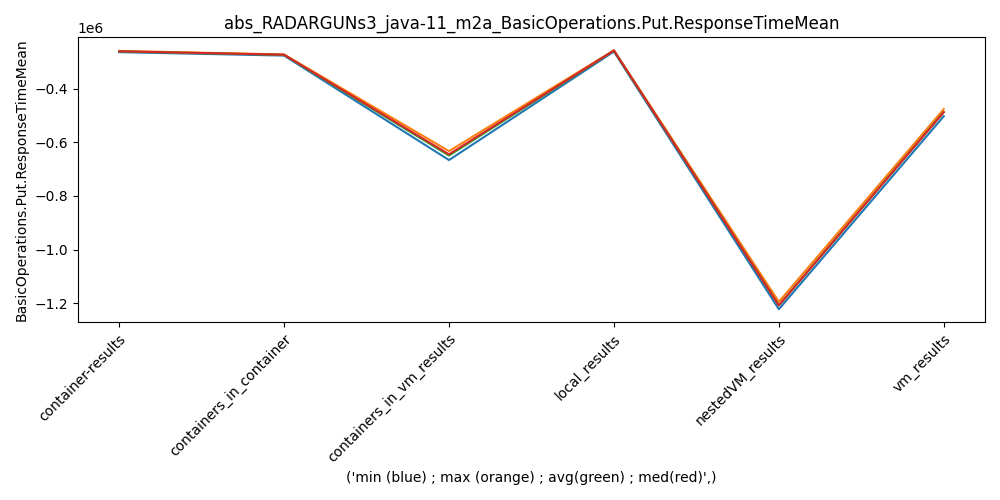 abs_RADARGUNs3_java-11_m2a_BasicOperations.Put.ResponseTimeMean
1e6
BasicOperations.Put.ResponseTimeMean
−0.4
−0.6
−0.8
−1.0
−1.2
container-results
containers_in_container
containers_in_vm_results
local_results
nestedVM_results
vm_results
('min (blue) ; max (orange) ; avg(green) ; med(red)',)